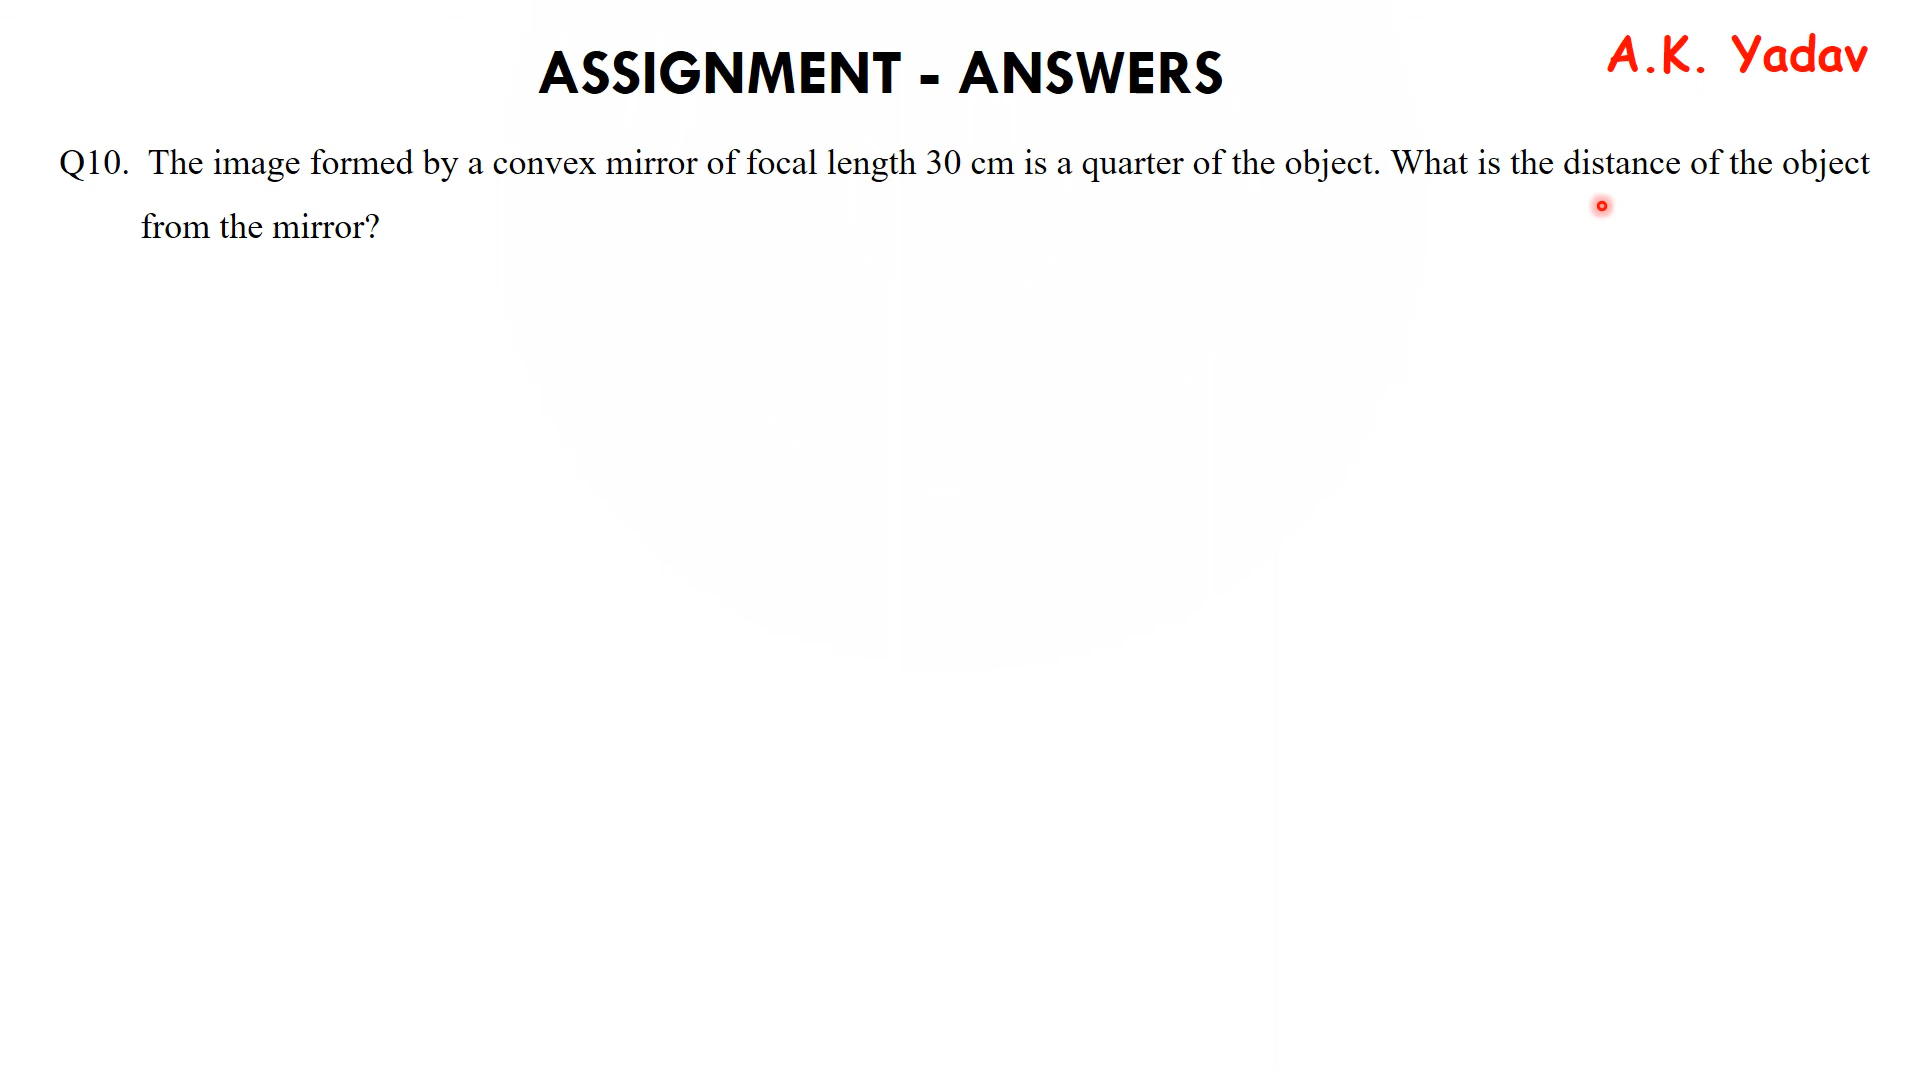 ASSIGNMENT - ANSWERS
A.K. Yadav
Q10. The image formed by a convex mirror of focal length 30 cm is a quarter of the object. What is the distance of the object
from the mirror?